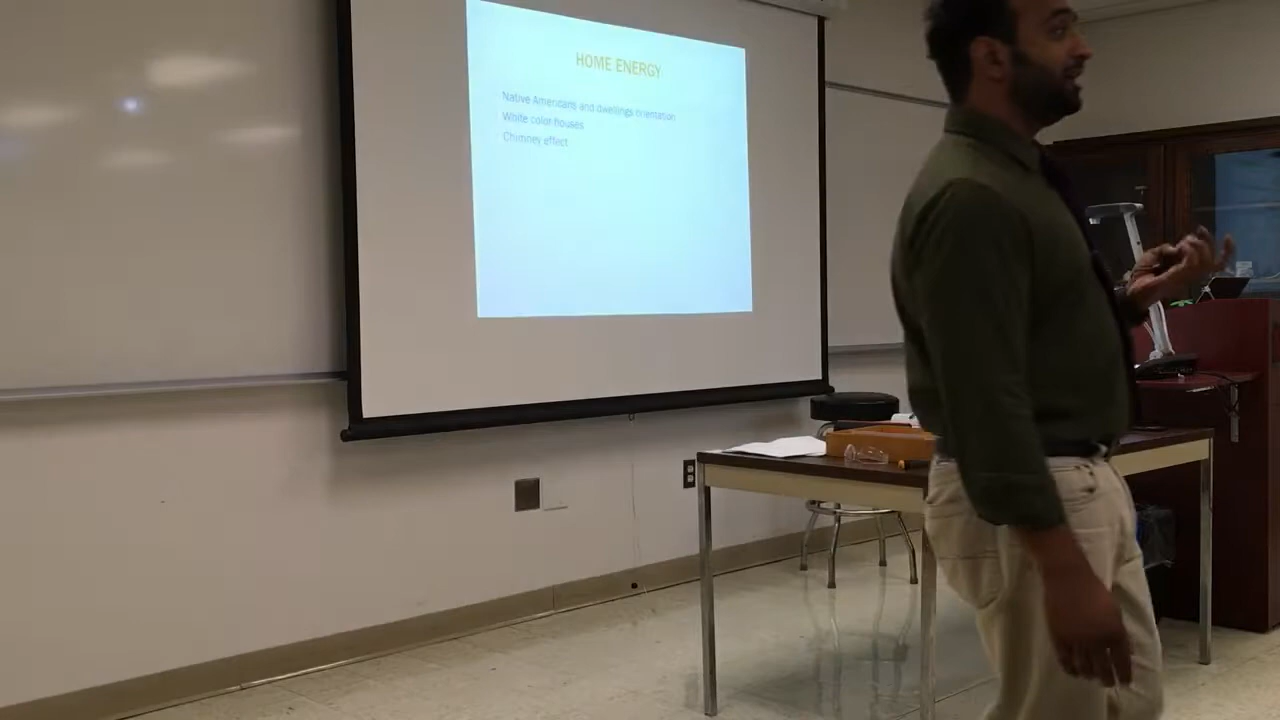 HOME ENERGY
Native Americans and dwellings orientation
White color houses
Chimney effect